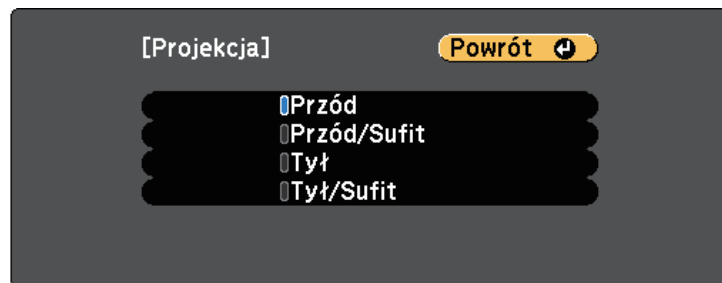 [Projekcja] Powrót
Przód
Przód/Sufit
Tył
Tył/Sufit